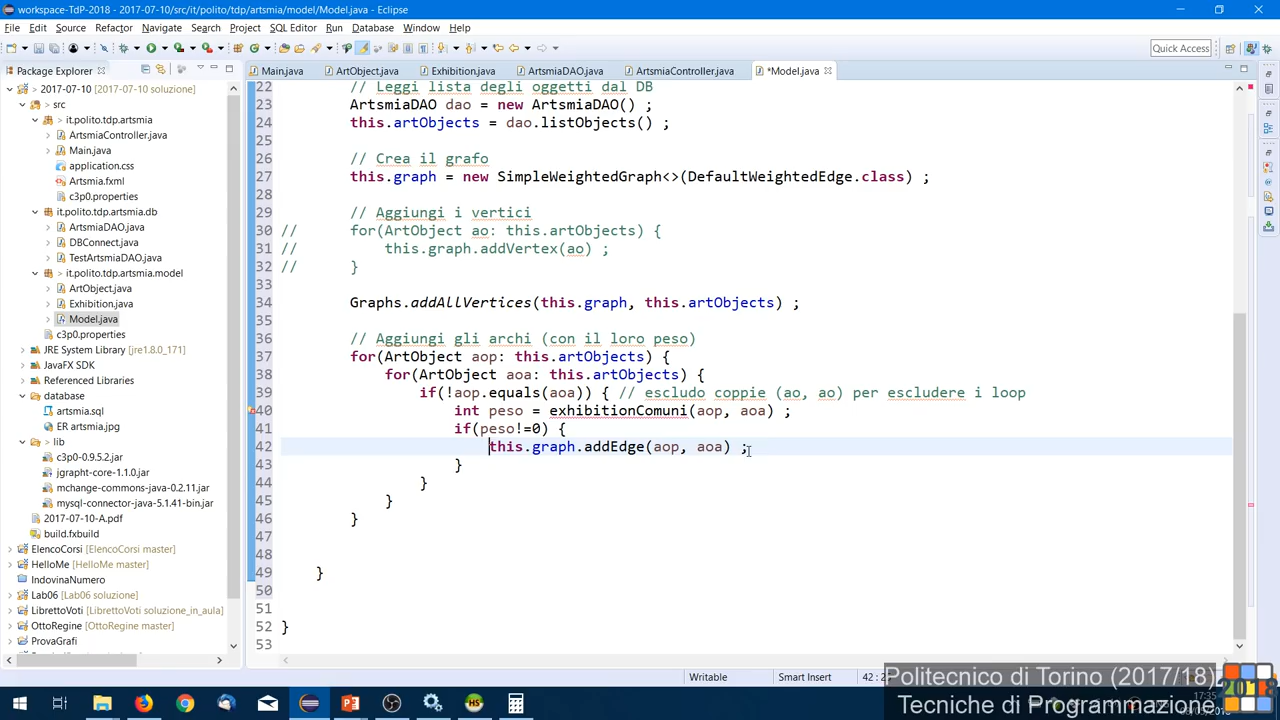 workspace-TdP-2018 - 2017-07-10/src/it/polito/tdp/artsmia/model/Model.java - Eclipse
File Edit Source Refactor Navigate Search Project SQL Editor Run Database Window Help
Quick Access
Package Explorer
Main.java ArtObject.java Exhibition.java ArtsmiaDAO.java ArtsmiaController.java *Model.java
2017-07-10 [2017-07-10 soluzione]
src
it.polito.tdp.artsmia
ArtsmiaController.java
Main.java
application.css
Artsmia.fxml
c3p0.properties
it.polito.tdp.artsmia.db
ArtsmiaDAO.java
DBConnect.java
TestArtsmiaDAO.java
it.polito.tdp.artsmia.model
ArtObject.java
Exhibition.java
Model.java
c3p0.properties
JRE System Library [jre1.8.0_171]
JavaFX SDK
Referenced Libraries
database
artsmia.sql
ER artsmia.jpg
lib
c3p0-0.9.5.2.jar
jgrapht-core-1.1.0.jar
mchange-commons-java-0.2.11.jar
mysql-connector-java-5.1.41-bin.jar
2017-07-10-A.pdf
build.fxbuild
ElencoCorsi [ElencoCorsi master]
HelloMe [HelloMe master]
IndovinaNumero
Lab06 [Lab06 master]
LibrettoVoti [LibrettoVoti soluzione_in_aula]
OttoRegine [OttoRegine master]
ProvaGrafi
22 // Leggi lista degli oggetti dal DB
23 ArtsmiaDAO dao = new ArtsmiaDAO() ;
24 this.artObjects = dao.listObjects() ;
25
26 // Crea il grafo
27 this.graph = new SimpleWeightedGraph<>(DefaultWeightedEdge.class) ;
28
29 // Aggiungi i vertici
30 // for(ArtObject ao: this.artObjects) {
31 // this.graph.addVertex(ao) ;
32 // }
33
34 Graphs.addAllVertices(this.graph, this.artObjects) ;
35
36 // Aggiungi gli archi (con il loro peso)
37 for(ArtObject aop: this.artObjects) {
38 for(ArtObject aoa: this.artObjects) {
39 if(!aop.equals(aoa)) { // escludo coppie (ao, ao) per escludere i loop
40 int peso = exhibitionComuni(aop, aoa) ;
41 if(peso!=0) {
42 this.graph.addEdge(aop, aoa) ;
43 }
44 }
45 }
46 }
47
48
49 }
50
51
52 }
53
Writable Smart Insert 42 : 2
Politecnico di Torino (2017/18)
Tecniche di Programmazione
2018
17:35